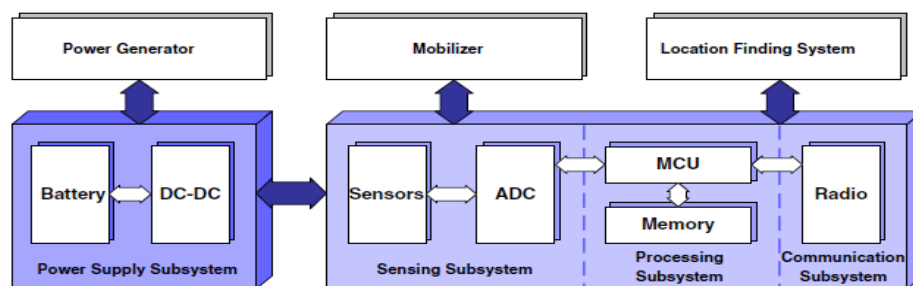 Power Generator
Mobilizer
Location Finding System
Battery
DC-DC
Sensors
ADC
MCU
Memory
Radio
Power Supply Subsystem
Sensing Subsystem
Processing
Subsystem
Communication
Subsystem